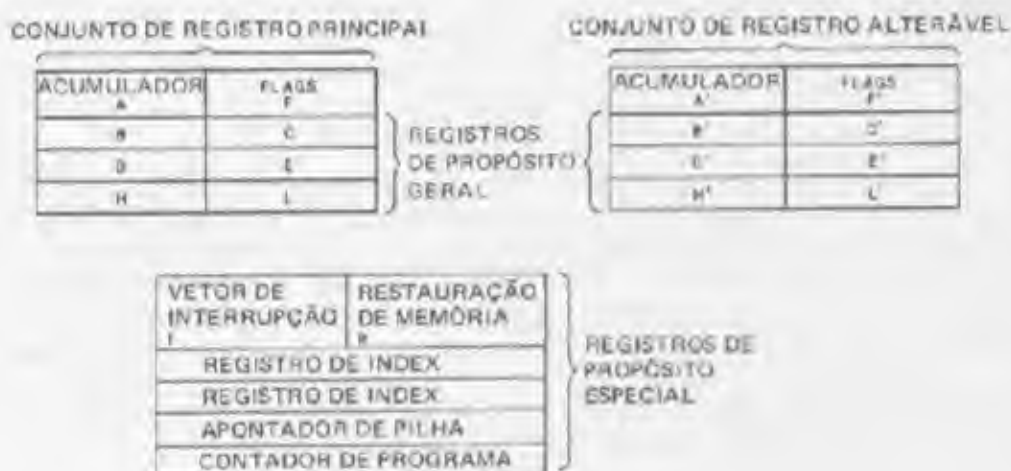 CONJUNTO DE REGISTRO PRINCIPAL
CONJUNTO DE REGISTRO ALTERÁVEL
ACUMULADOR
A
FLAGS
F
B
C
D
E
H
L
REGISTROS
DE PROPÓSITO
GERAL
ACUMULADOR
A'
FLAGS
F'
B'
E'
H'
L'
VETOR DE
INTERRUPÇÃO
I
RESTAURAÇÃO
DE MEMÓRIA
R
REGISTRO DE INDEX
REGISTRO DE INDEX
APONTADOR DE PILHA
CONTADOR DE PROGRAMA
REGISTROS DE
PROPÓSITO
ESPECIAL